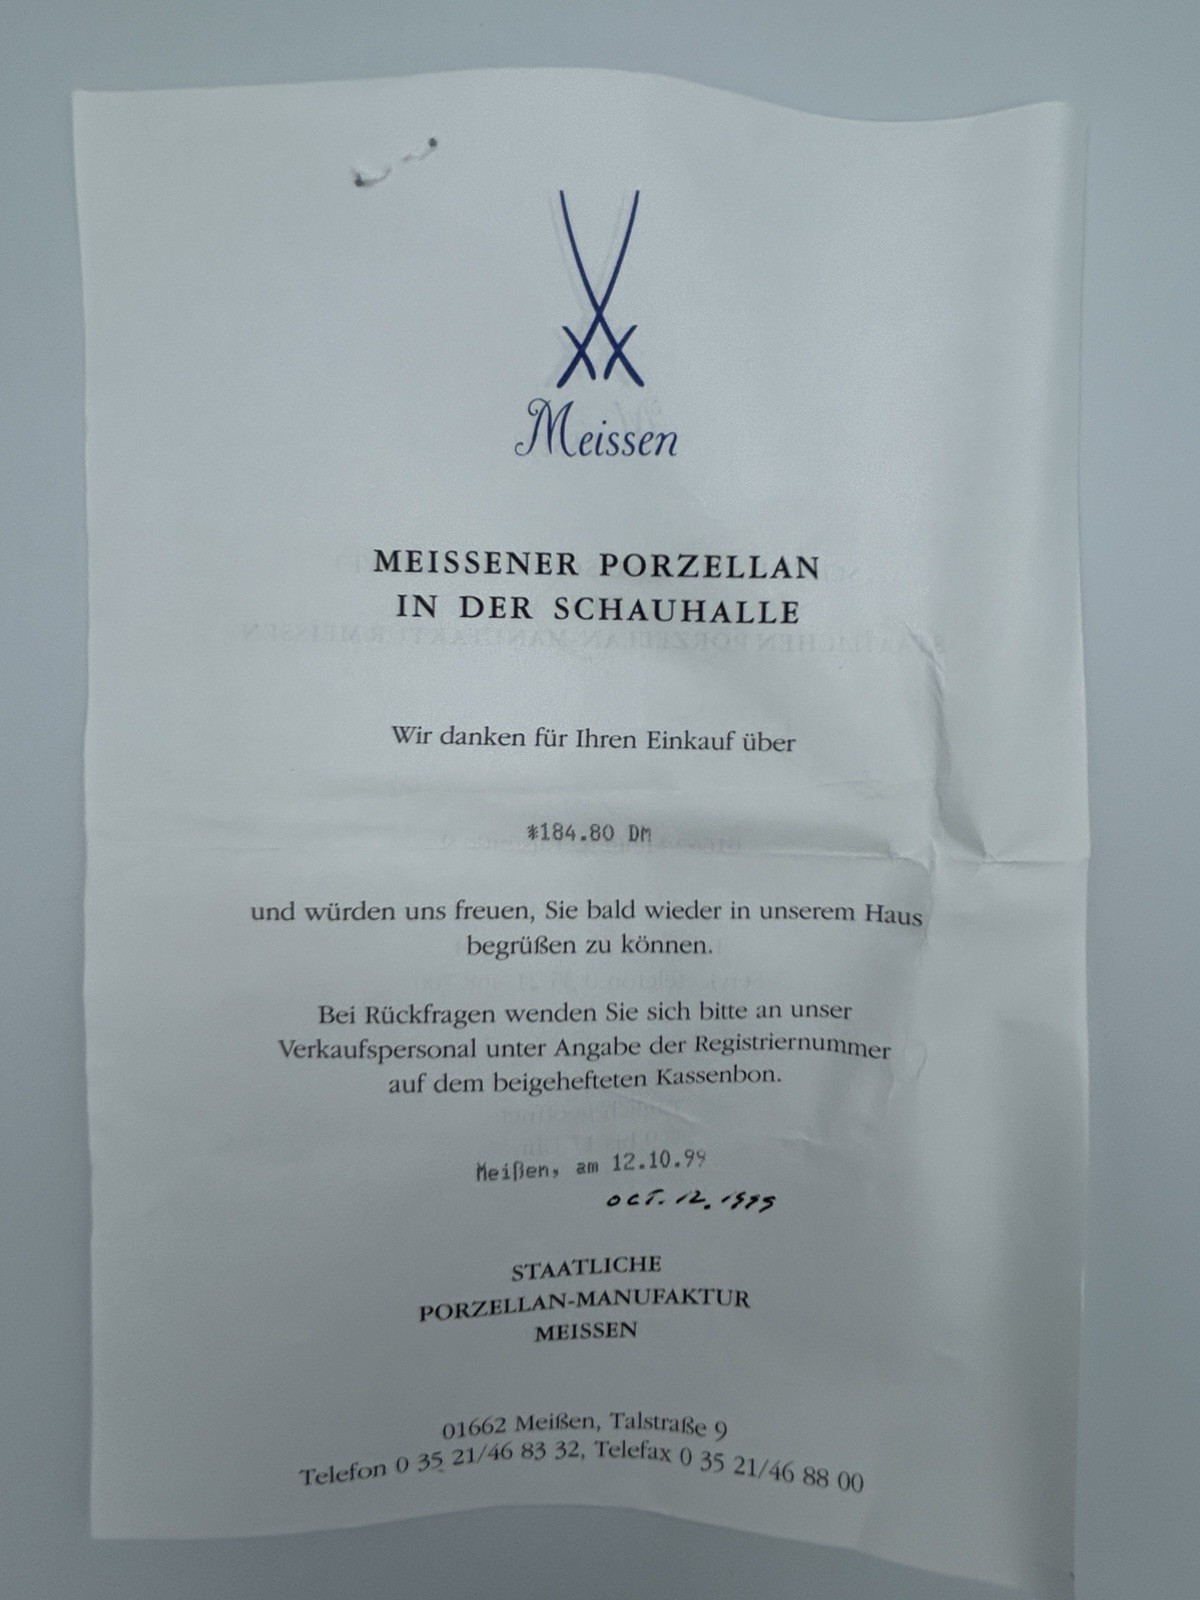 Meissen
MEISSENER PORZELLAN
IN DER SCHAUHALLE
Wir danken für Ihren Einkauf über
*184.80 DM
und würden uns freuen, Sie bald wieder in unserem Haus
begrüßen zu können.
Bei Rückfragen wenden Sie sich bitte an unser
Verkaufspersonal unter Angabe der Registriernummer
auf dem beigehefteten Kassenbon.
Meißen, am 12.10.99
OCT. 12. 1999
STAATLICHE
PORZELLAN-MANUFAKTUR
MEISSEN
01662 Meißen, Talstraße 9
Telefon 0 35 21/46 83 32, Telefax 0 35 21/46 88 00